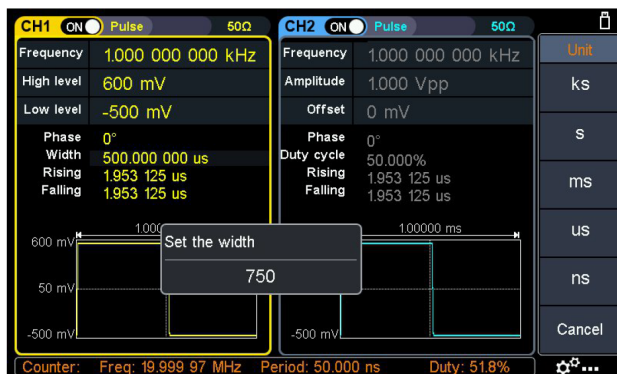 CH1 ON Pulse 50Ω
Frequency 1.000 000 000 kHz
High level 600 mV
Low level -500 mV
Phase 0°
Width 500.000 000 us
Rising 1.953 125 us
Falling 1.953 125 us
600 mV
50 mV
-500 mV
CH2 ON Pulse 50Ω
Frequency 1.000 000 000 kHz
Amplitude 1.000 Vpp
Offset 0 mV
Phase 0°
Duty cycle 50.000%
Rising 1.953 125 us
Falling 1.953 125 us
1.00000 ms
-500 mV
Set the width
750
Unit
ks
s
ms
us
ns
Cancel
Counter: Freq: 19.999 97 MHz Period: 50.000 ns Duty: 51.8%